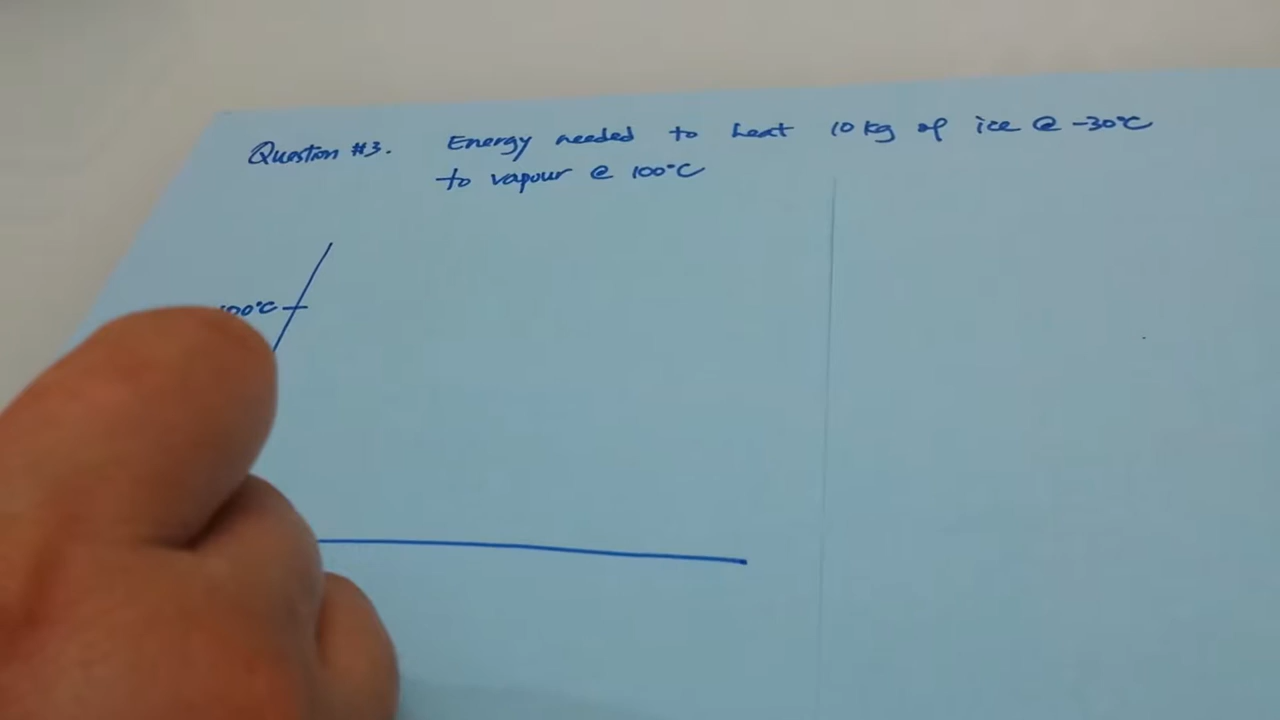 Question #3. Energy needed to heat 10 kg of ice @ -30°C
to vapour @ 100°C